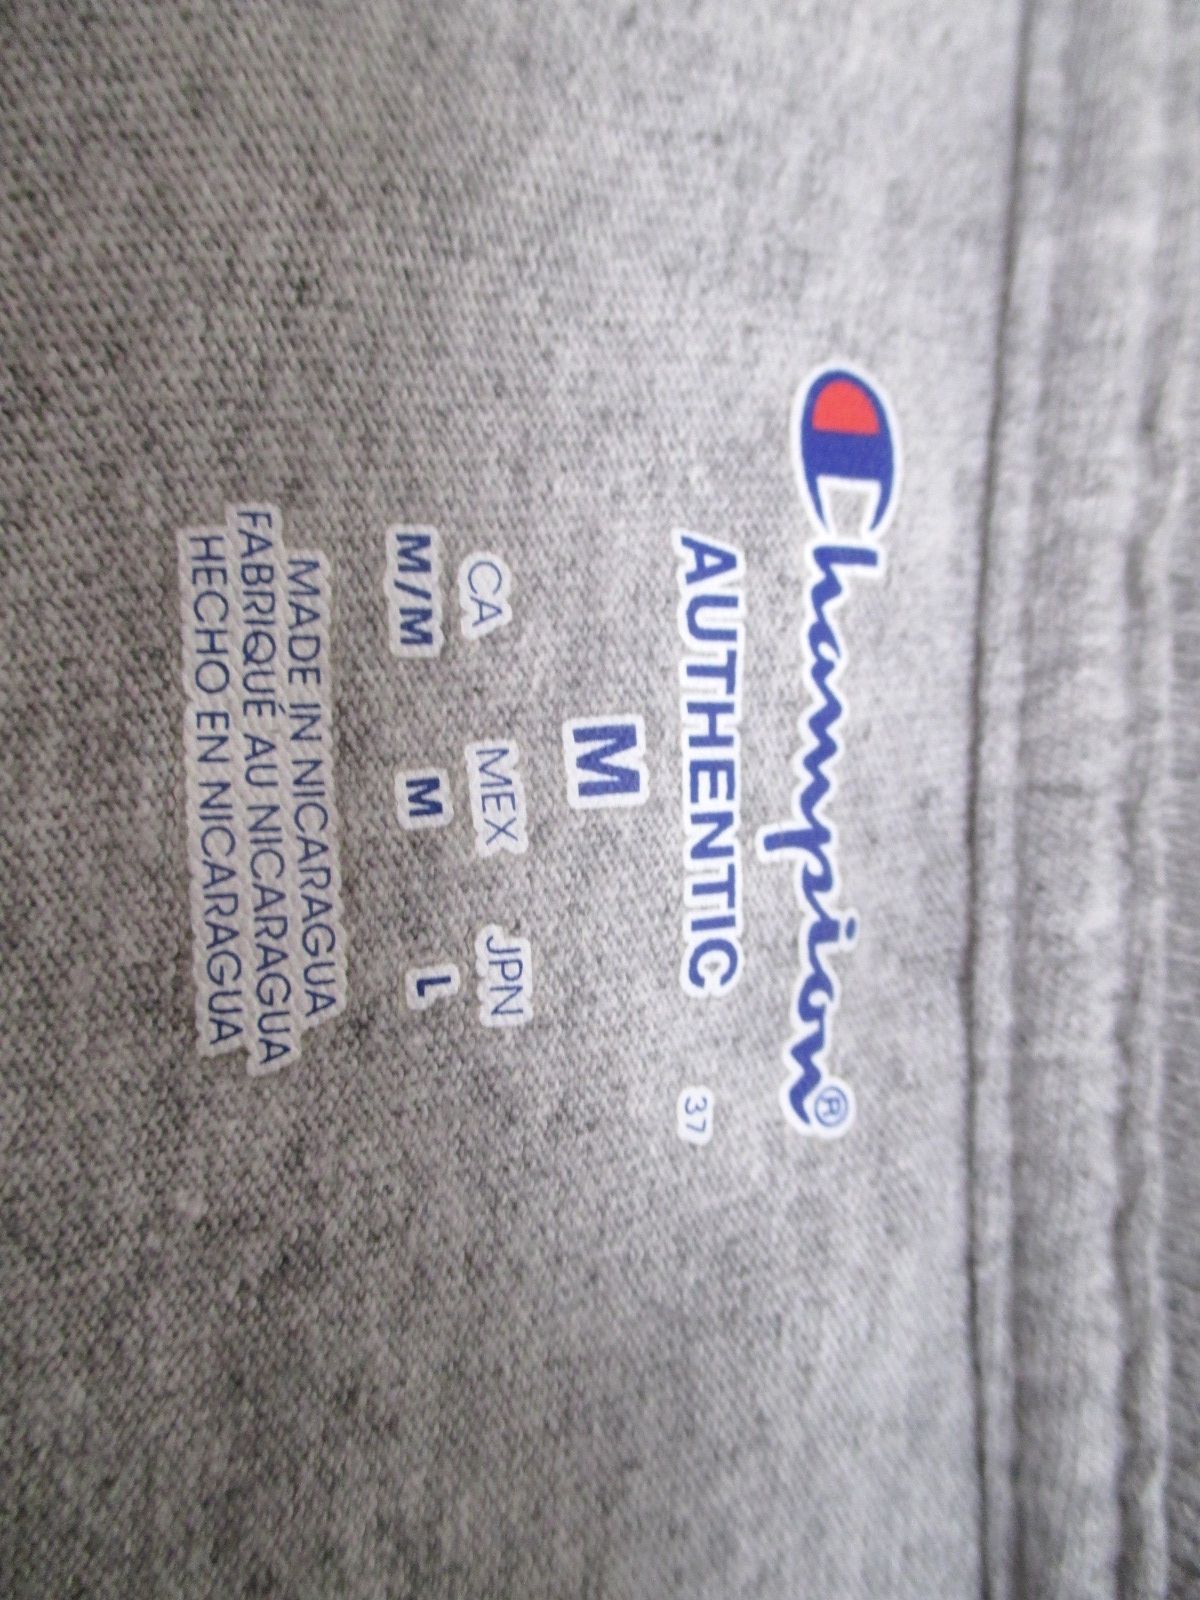 Champion®
AUTHENTIC 37
M
CA MEX JPN
M/M M L
MADE IN NICARAGUA
FABRIQUÉ AU NICARAGUA
HECHO EN NICARAGUA